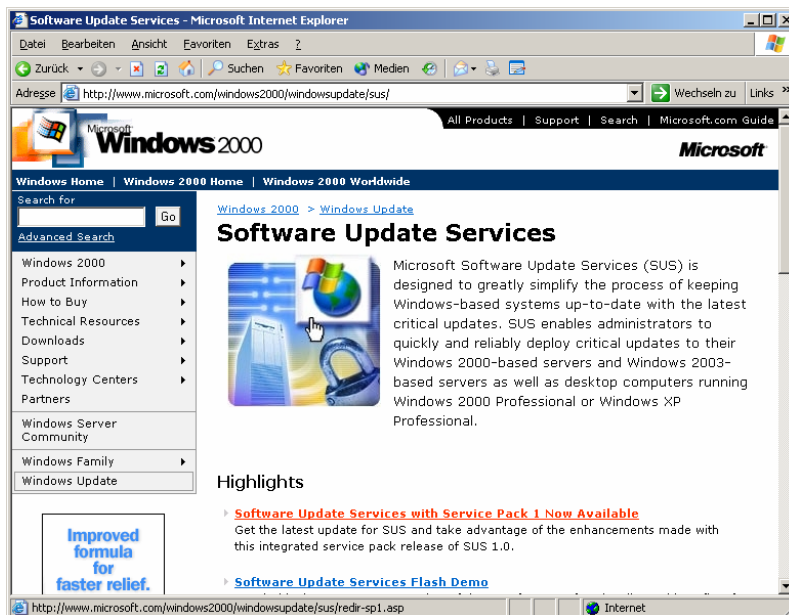 Software Update Services - Microsoft Internet Explorer
Datei Bearbeiten Ansicht Favoriten Extras ?
Zurück Suchen Favoriten Medien
Adresse http://www.microsoft.com/windows2000/windowsupdate/sus/ Wechseln zu Links »
All Products | Support | Search | Microsoft.com Guide
Microsoft
Windows 2000
Microsoft
Windows Home | Windows 2000 Home | Windows 2000 Worldwide
Search for
Go
Advanced Search
Windows 2000
Product Information
How to Buy
Technical Resources
Downloads
Support
Technology Centers
Partners
Windows Server
Community
Windows Family
Windows Update
Improved
formula
for
faster relief.
Windows 2000 > Windows Update
Software Update Services
Microsoft Software Update Services (SUS) is
designed to greatly simplify the process of keeping
Windows-based systems up-to-date with the latest
critical updates. SUS enables administrators to
quickly and reliably deploy critical updates to their
Windows 2000-based servers and Windows 2003-
based servers as well as desktop computers running
Windows 2000 Professional or Windows XP
Professional.
Highlights
Software Update Services with Service Pack 1 Now Available
Get the latest update for SUS and take advantage of the enhancements made with
this integrated service pack release of SUS 1.0.
Software Update Services Flash Demo
http://www.microsoft.com/windows2000/windowsupdate/sus/redir-sp1.asp Internet